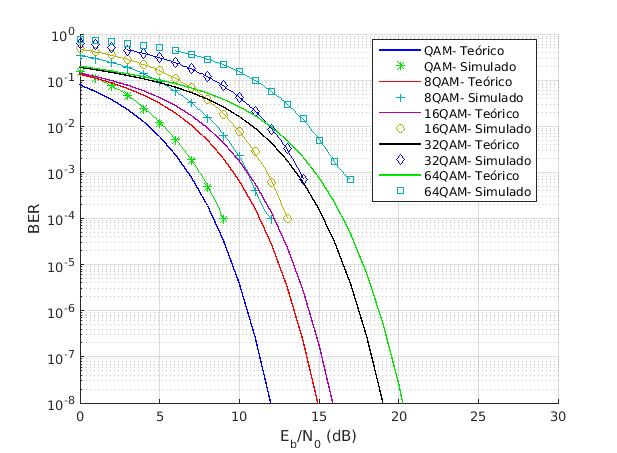 10^0
10^-1
10^-2
10^-3
10^-4
10^-5
10^-6
10^-7
10^-8
BER
0 5 10 15 20 25 30
E_b/N_0 (dB)
QAM- Teórico
QAM- Simulado
8QAM- Teórico
8QAM- Simulado
16QAM- Teórico
16QAM- Simulado
32QAM- Teórico
32QAM- Simulado
64QAM- Teórico
64QAM- Simulado